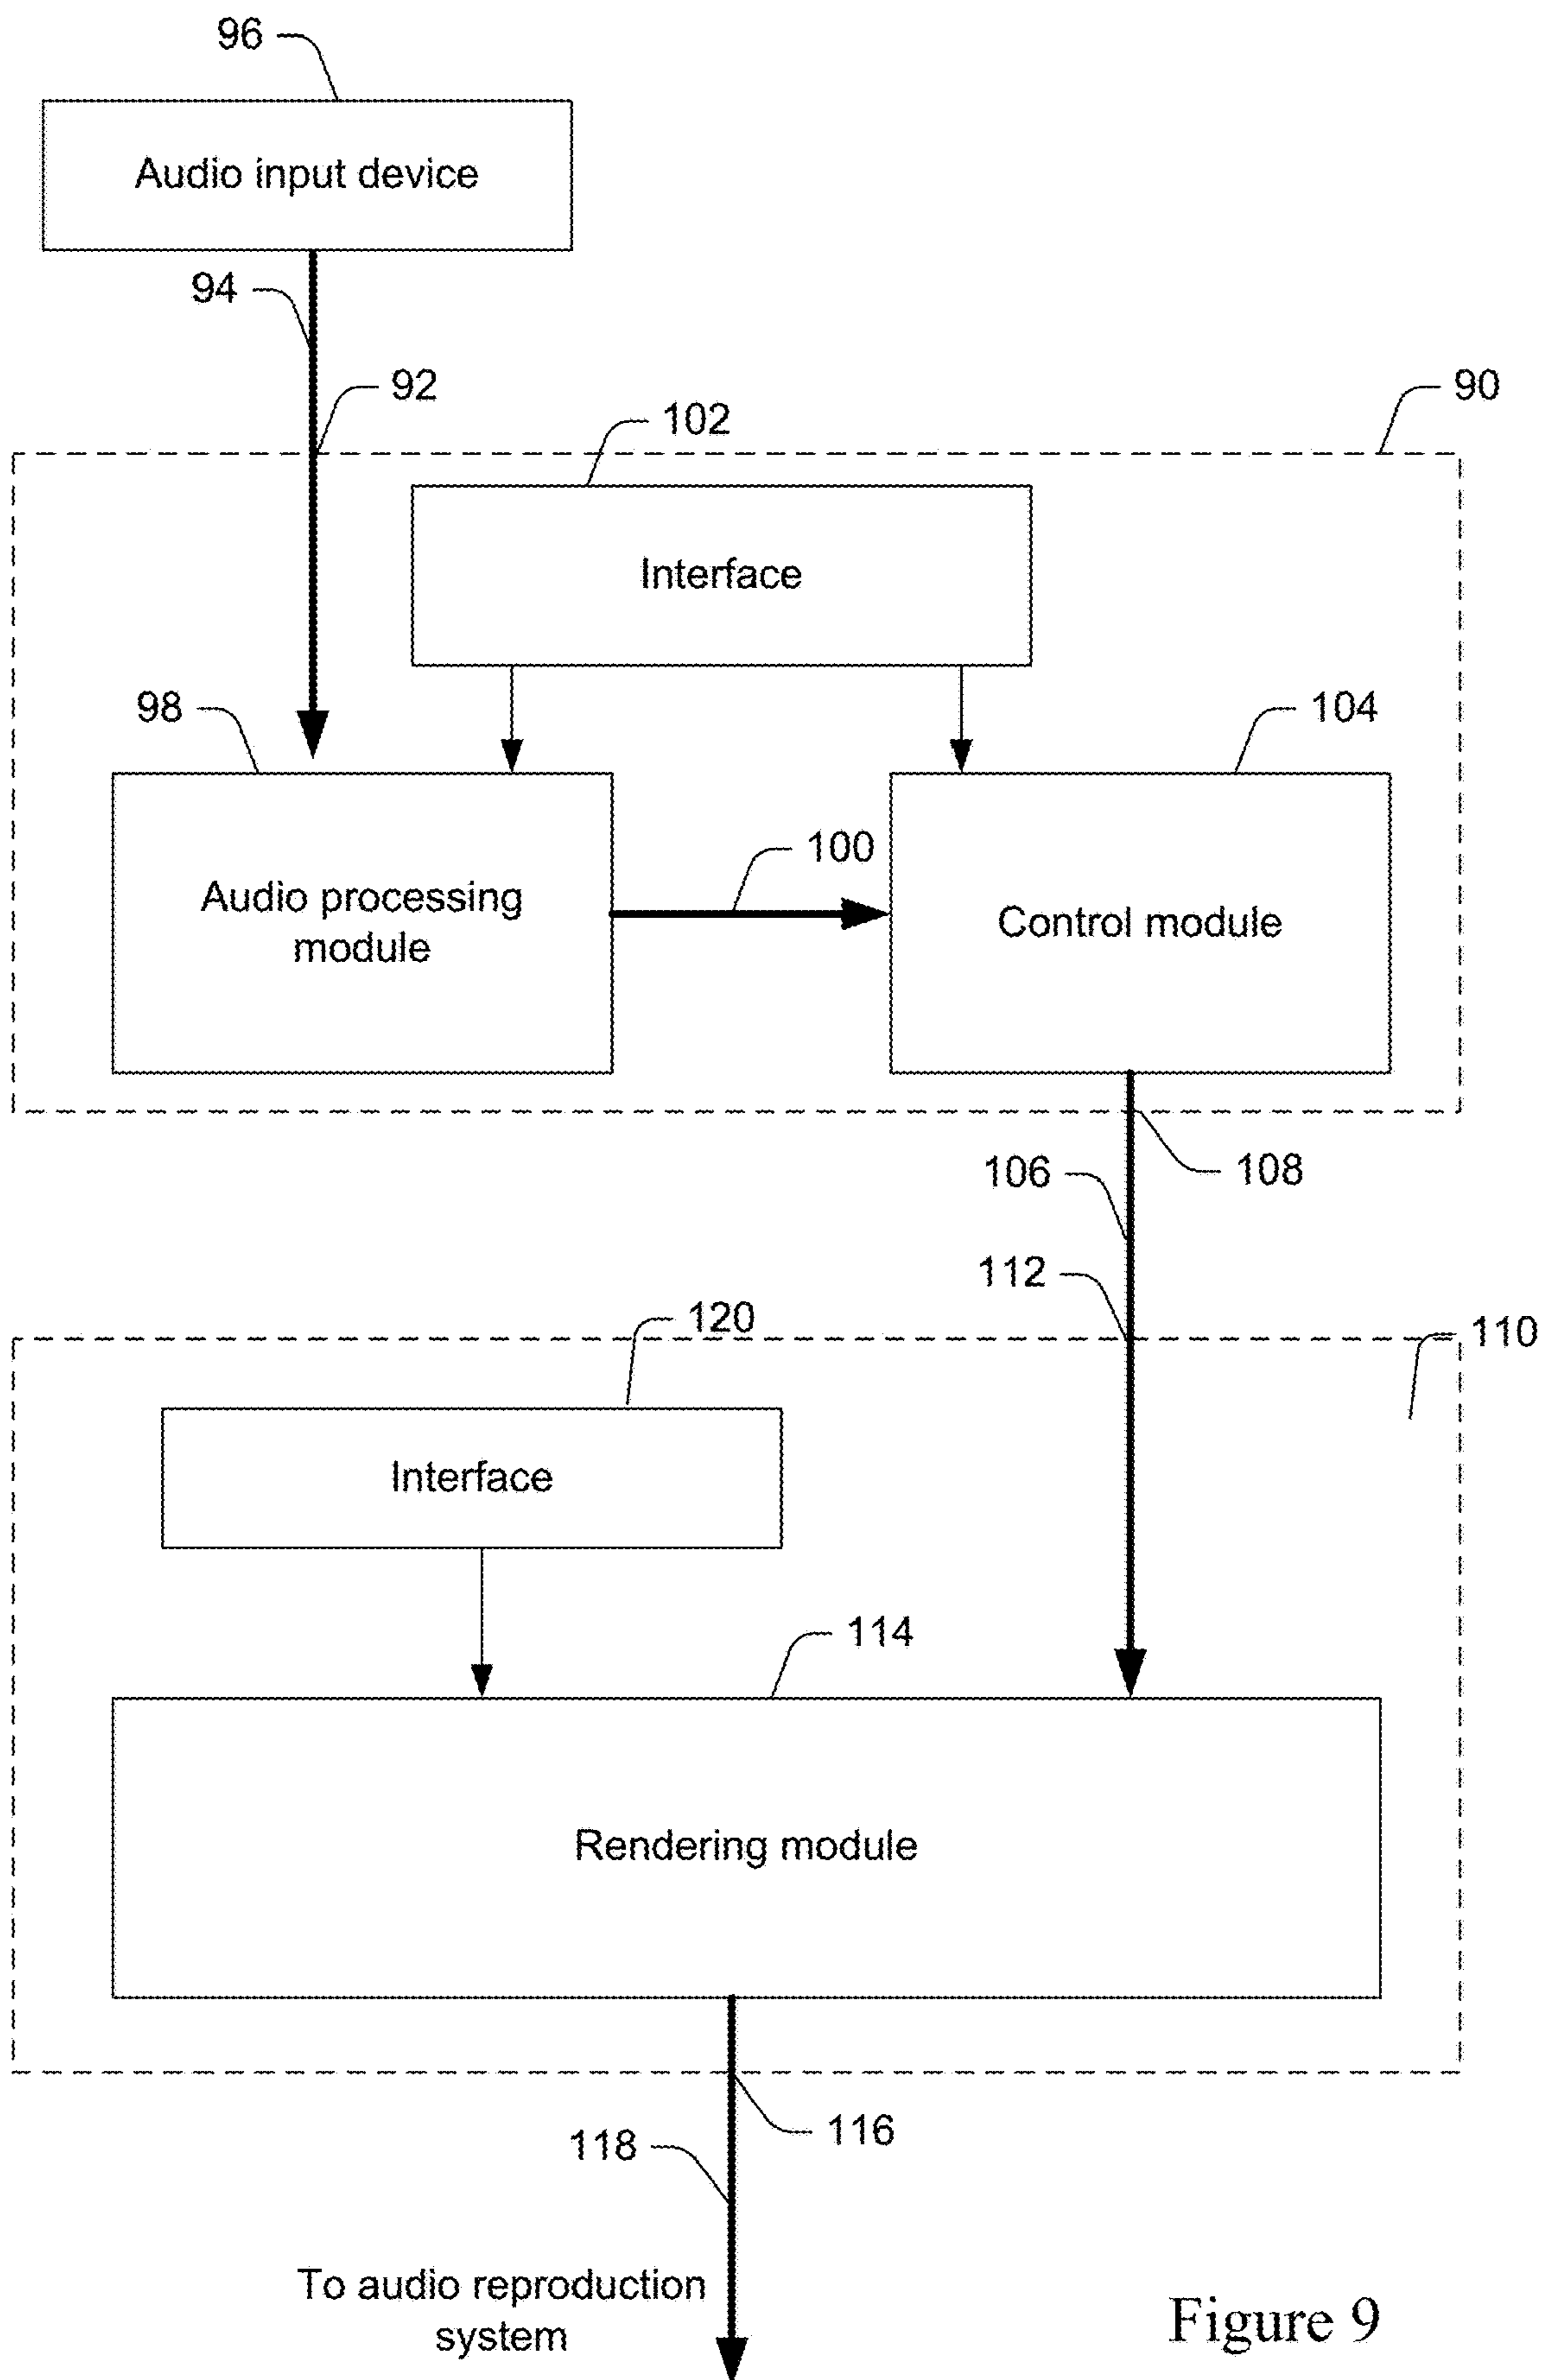 96
Audio input device
94
92
90
102
Interface
98
104
100
Audio processing
module
Control module
106
108
112
120
110
Interface
114
Rendering module
116
118
To audio reproduction
system
Figure 9